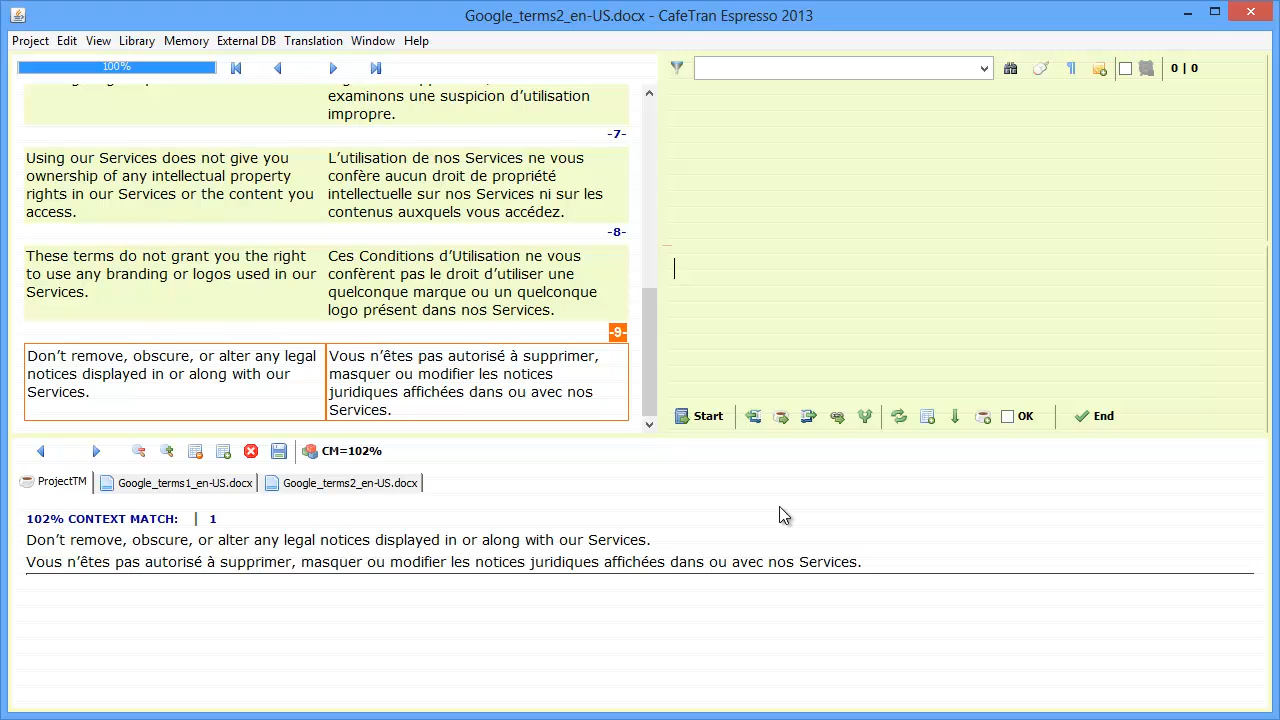 Google_terms2_en-US.docx - CafeTran Espresso 2013
Project Edit View Library Memory External DB Translation Window Help
100%
0 | 0
examinons une suspicion d'utilisation
impropre.
-7-
Using our Services does not give you
ownership of any intellectual property
rights in our Services or the content you
access.
L'utilisation de nos Services ne vous
confère aucun droit de propriété
intellectuelle sur nos Services ni sur les
contenus auxquels vous accédez.
-8-
These terms do not grant you the right
to use any branding or logos used in our
Services.
Ces Conditions d'Utilisation ne vous
confèrent pas le droit d'utiliser une
quelconque marque ou un quelconque
logo présent dans nos Services.
-9-
Don't remove, obscure, or alter any legal
notices displayed in or along with our
Services.
Vous n'êtes pas autorisé à supprimer,
masquer ou modifier les notices
juridiques affichées dans ou avec nos
Services.
Start OK End
CM=102%
ProjectTM Google_terms1_en-US.docx Google_terms2_en-US.docx
102% CONTEXT MATCH: | 1
Don't remove, obscure, or alter any legal notices displayed in or along with our Services.
Vous n'êtes pas autorisé à supprimer, masquer ou modifier les notices juridiques affichées dans ou avec nos Services.